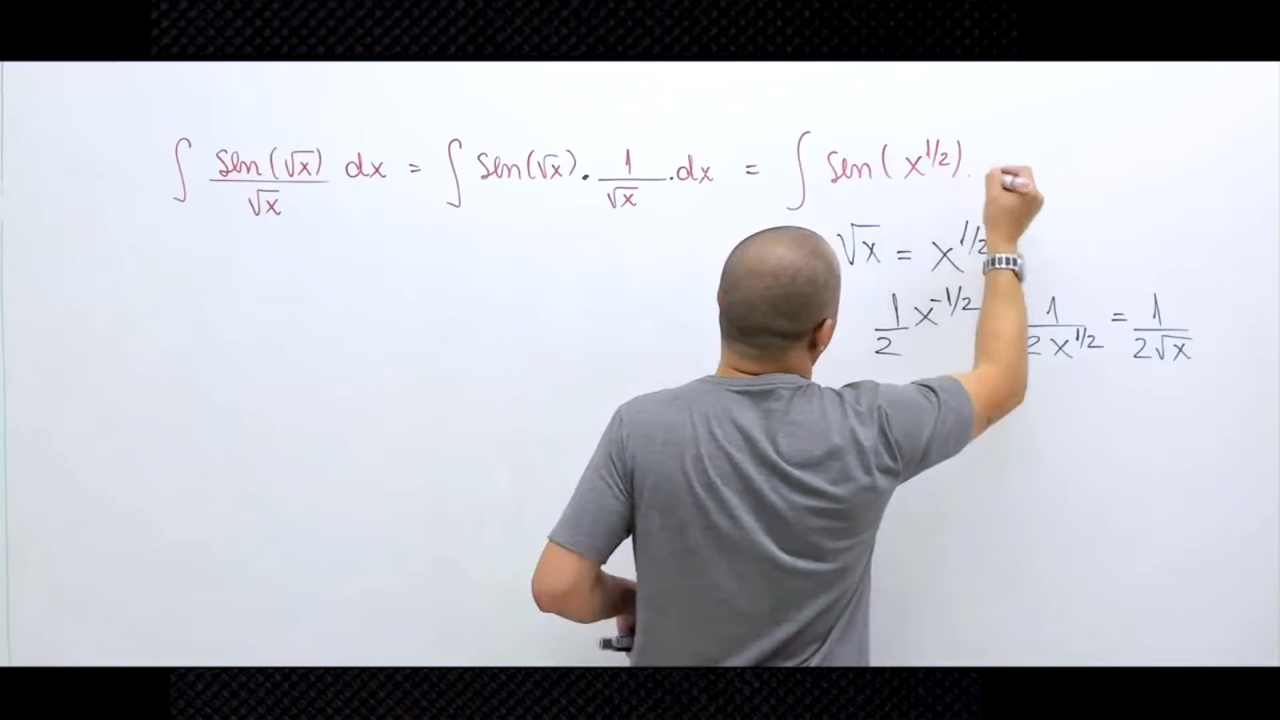 ∫ sen(√x)/√x dx = ∫ sen(√x) · 1/√x · dx = ∫ sen( x^1/2) ·
√x = x^1/2
1/2 x^-1/2 1/2x^1/2 = 1/2√x